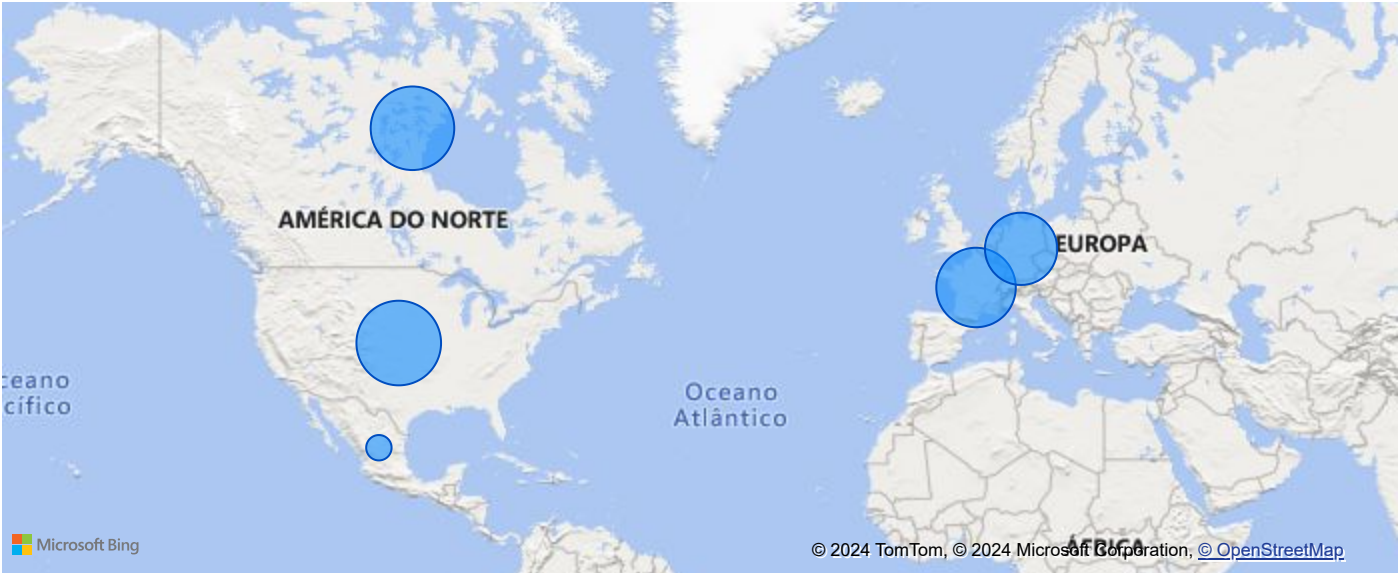 AMÉRICA DO NORTE
EUROPA
ceano
cífico
Oceano
Atlântico
ÁFRICA
Microsoft Bing
© 2024 TomTom, © 2024 Microsoft Corporation, © OpenStreetMap